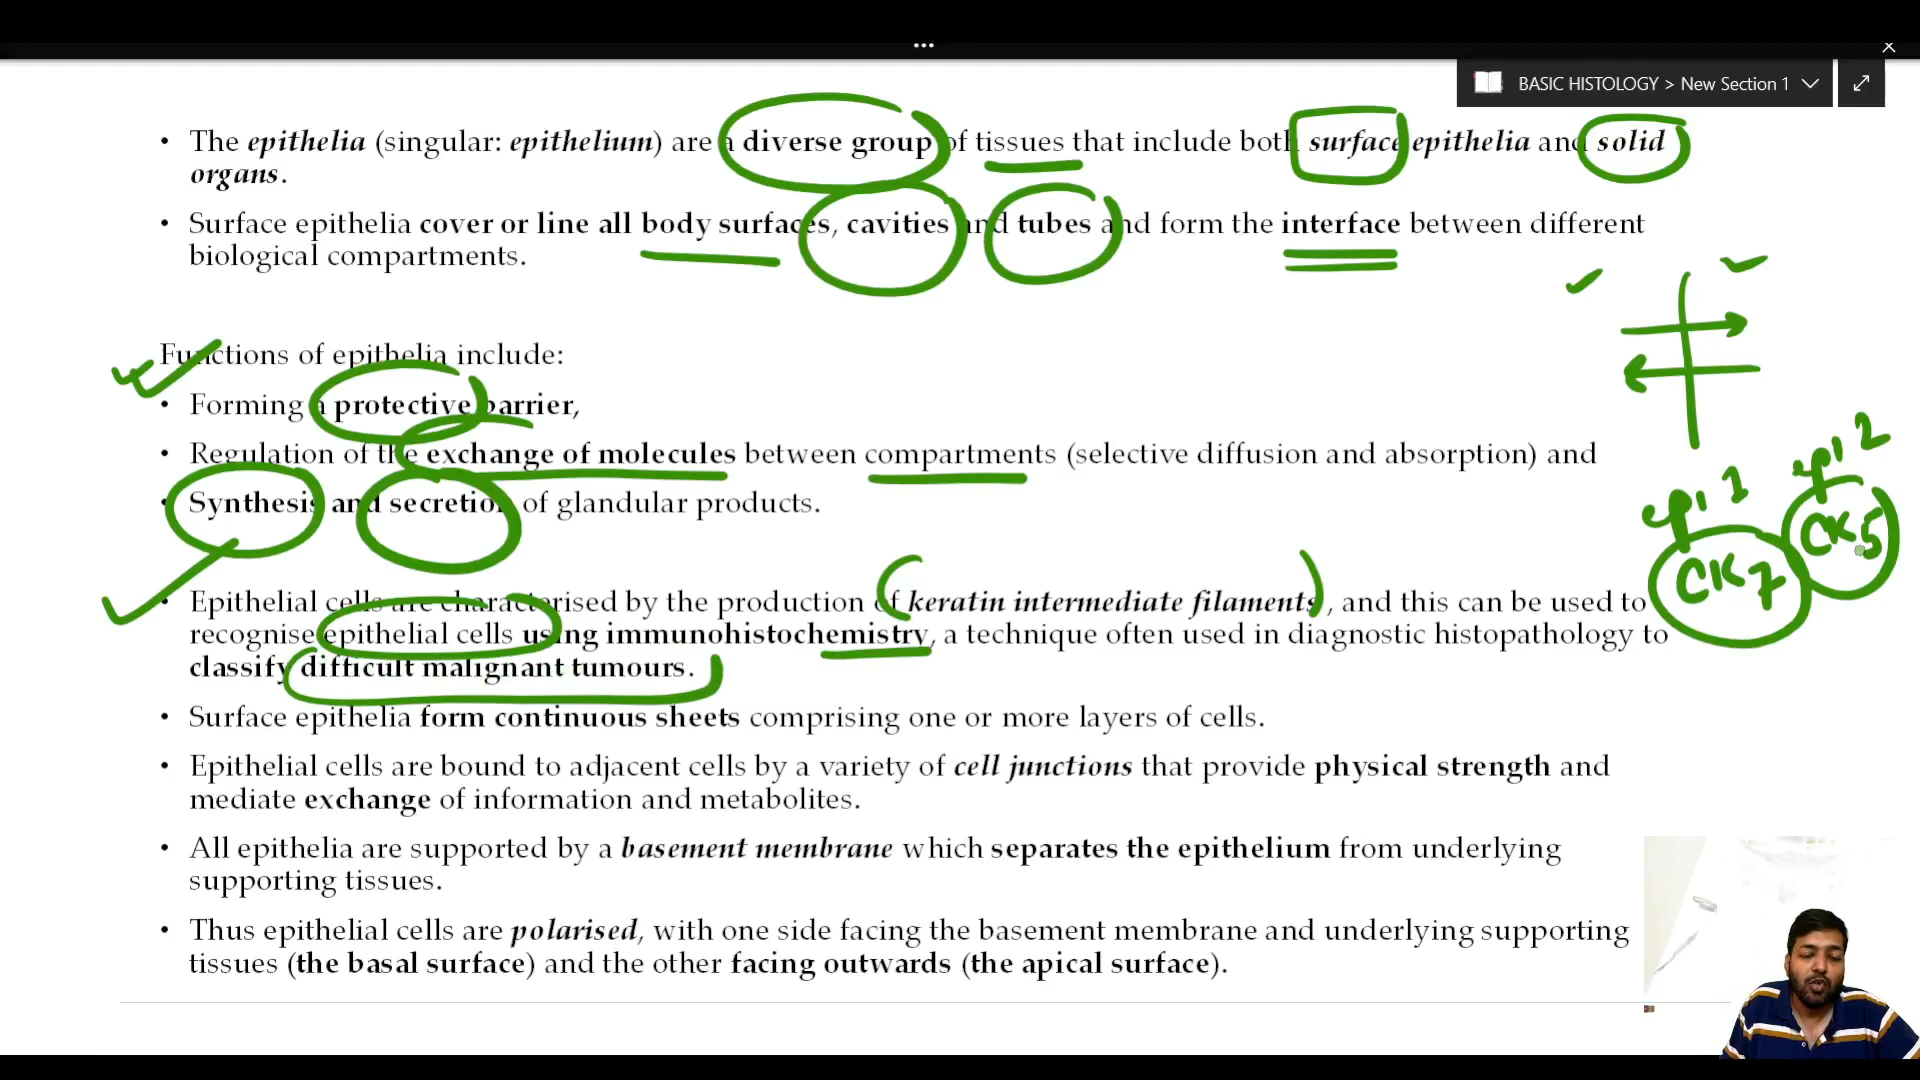 BASIC HISTOLOGY > New Section 1
• The epithelia (singular: epithelium) are a diverse group of tissues that include both surface epithelia and solid
organs.
• Surface epithelia cover or line all body surfaces, cavities and tubes and form the interface between different
biological compartments.
Functions of epithelia include:
• Forming a protective barrier,
• Regulation of the exchange of molecules between compartments (selective diffusion and absorption) and
• Synthesis and secretion of glandular products.
epi 1
epi 2
CK7
CK5
• Epithelial cells are characterised by the production of keratin intermediate filaments , and this can be used to
recognise epithelial cells using immunohistochemistry, a technique often used in diagnostic histopathology to
classify difficult malignant tumours.
• Surface epithelia form continuous sheets comprising one or more layers of cells.
• Epithelial cells are bound to adjacent cells by a variety of cell junctions that provide physical strength and
mediate exchange of information and metabolites.
• All epithelia are supported by a basement membrane which separates the epithelium from underlying
supporting tissues.
• Thus epithelial cells are polarised, with one side facing the basement membrane and underlying supporting
tissues (the basal surface) and the other facing outwards (the apical surface).